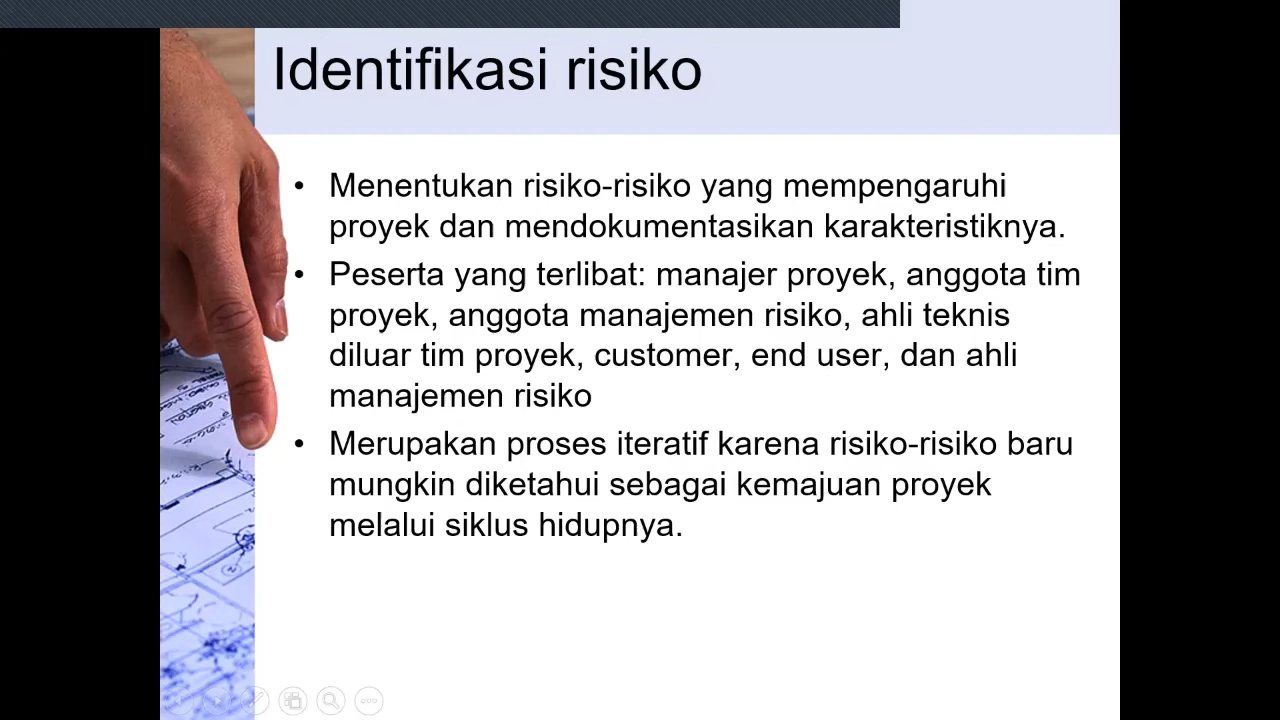 Identifikasi risiko
• Menentukan risiko-risiko yang mempengaruhi
proyek dan mendokumentasikan karakteristiknya.
• Peserta yang terlibat: manajer proyek, anggota tim
proyek, anggota manajemen risiko, ahli teknis
diluar tim proyek, customer, end user, dan ahli
manajemen risiko
• Merupakan proses iteratif karena risiko-risiko baru
mungkin diketahui sebagai kemajuan proyek
melalui siklus hidupnya.